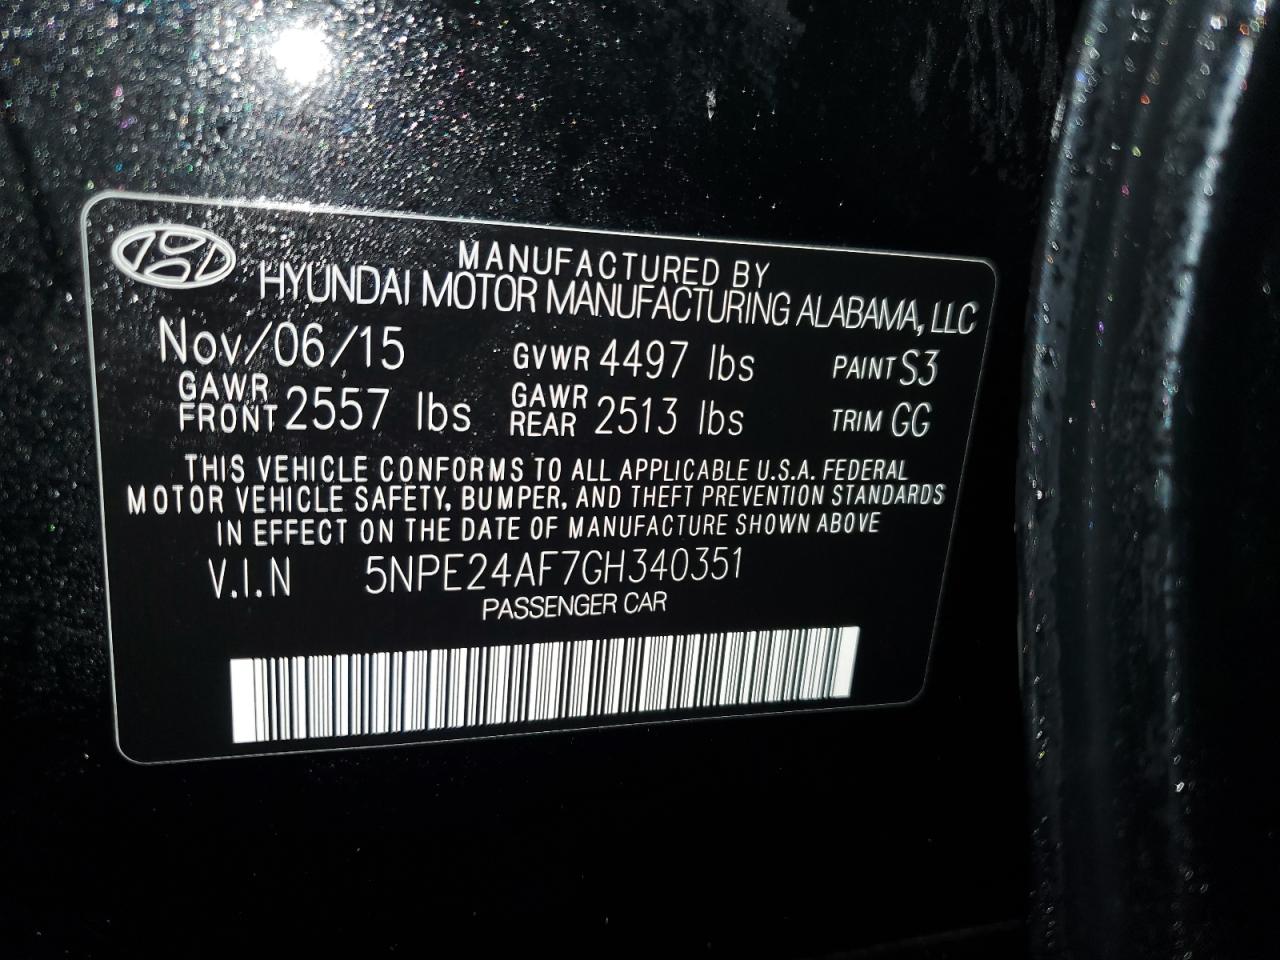 MANUFACTURED BY
HYUNDAI MOTOR MANUFACTURING ALABAMA, LLC
Nov/06/15 GVWR 4497 lbs PAINT S3
GAWR FRONT 2557 lbs GAWR REAR 2513 lbs TRIM GG
THIS VEHICLE CONFORMS TO ALL APPLICABLE U.S.A. FEDERAL
MOTOR VEHICLE SAFETY, BUMPER, AND THEFT PREVENTION STANDARDS
IN EFFECT ON THE DATE OF MANUFACTURE SHOWN ABOVE
V.I.N 5NPE24AF7GH340351
PASSENGER CAR